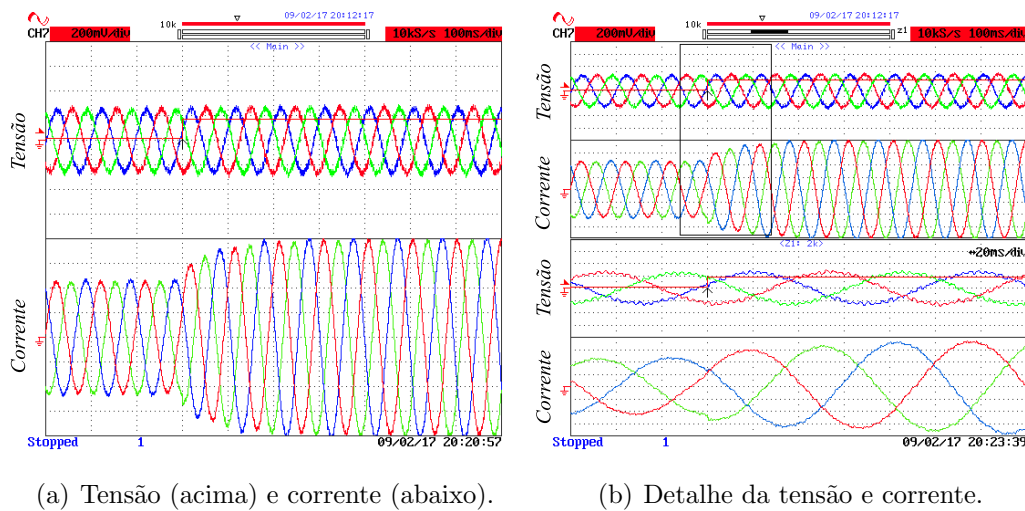 09/02/17 20:12:17
10k
CH7 200mV/div 10kS/s 100ms/div
<< Main >>
Tensão
Corrente
Stopped 1 09/02/17 20:20:57
(a) Tensão (acima) e corrente (abaixo).
09/02/17 20:12:17
10k z1
CH7 200mV/div 10kS/s 100ms/div
<< Main >>
Tensão
Corrente
<Z1: 2k>
↔20ms/div
Tensão
Corrente
Stopped 1 09/02/17 20:23:39
(b) Detalhe da tensão e corrente.